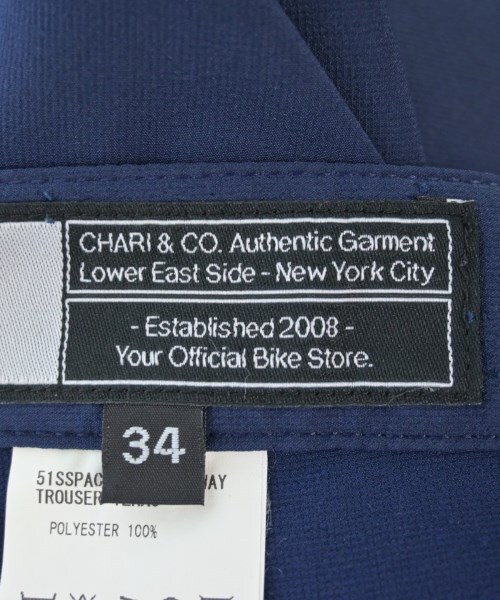 CHARI & CO. Authentic Garment
Lower East Side - New York City
- Established 2008 -
Your Official Bike Store.
34
POLYESTER 100%